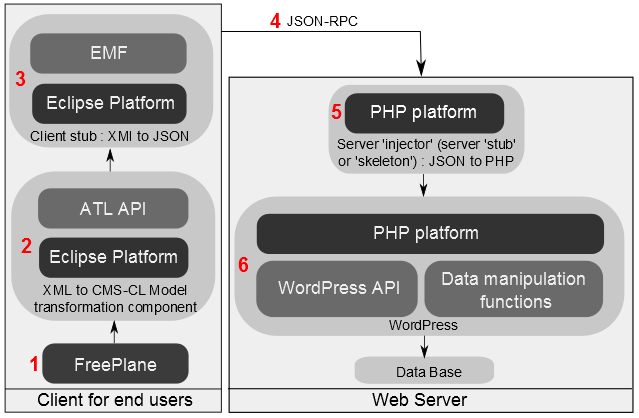 4 JSON-RPC
3
EMF
Eclipse Platform
Client stub : XMI to JSON
2
ATL API
Eclipse Platform
XML to CMS-CL Model
transformation component
1
FreePlane
Client for end users
5
PHP platform
Server 'injector' (server 'stub'
or 'skeleton') : JSON to PHP
6
PHP platform
WordPress API
Data manipulation
functions
WordPress
Data Base
Web Server